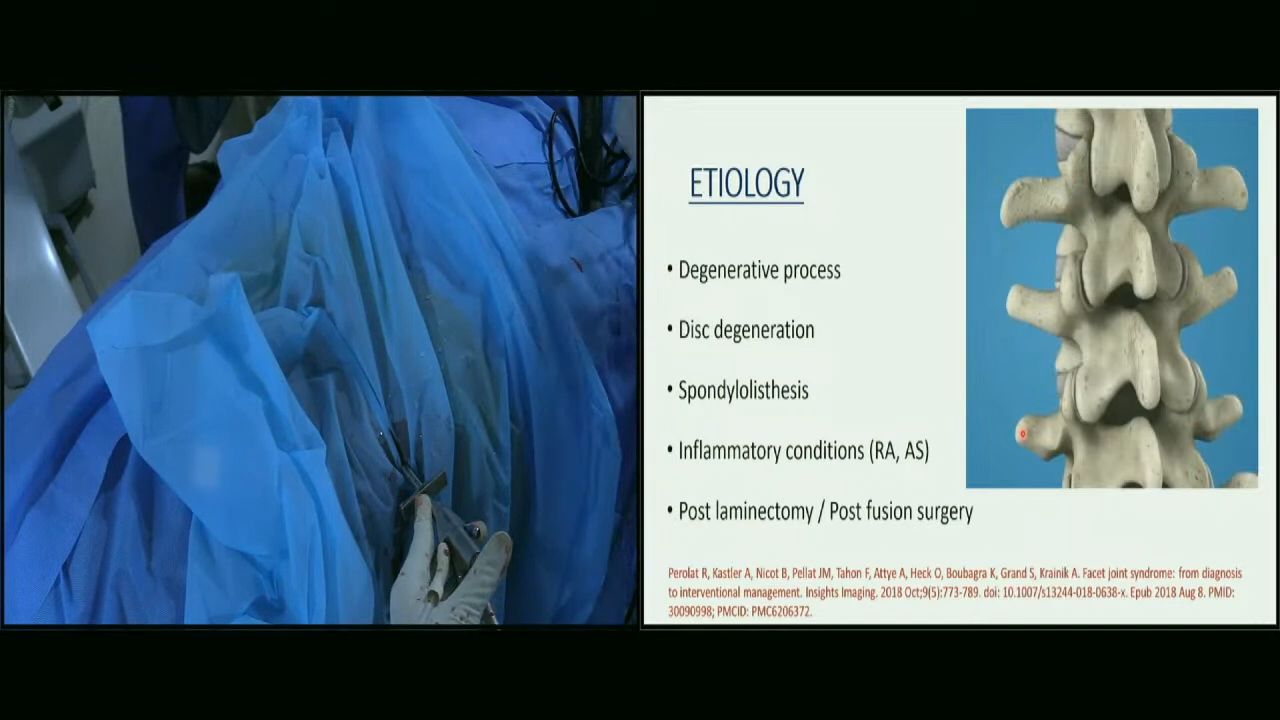 ETIOLOGY
• Degenerative process
• Disc degeneration
• Spondylolisthesis
• Inflammatory conditions (RA, AS)
• Post laminectomy / Post fusion surgery
Perolat R, Kastler A, Nicot B, Pellat JM, Tahon F, Attye A, Heck O, Boubagra K, Grand S, Krainik A. Facet joint syndrome: from diagnosis
to interventional management. Insights Imaging. 2018 Oct;9(5):773-789. doi: 10.1007/s13244-018-0638-x. Epub 2018 Aug 8. PMID:
30090998; PMCID: PMC6206372.